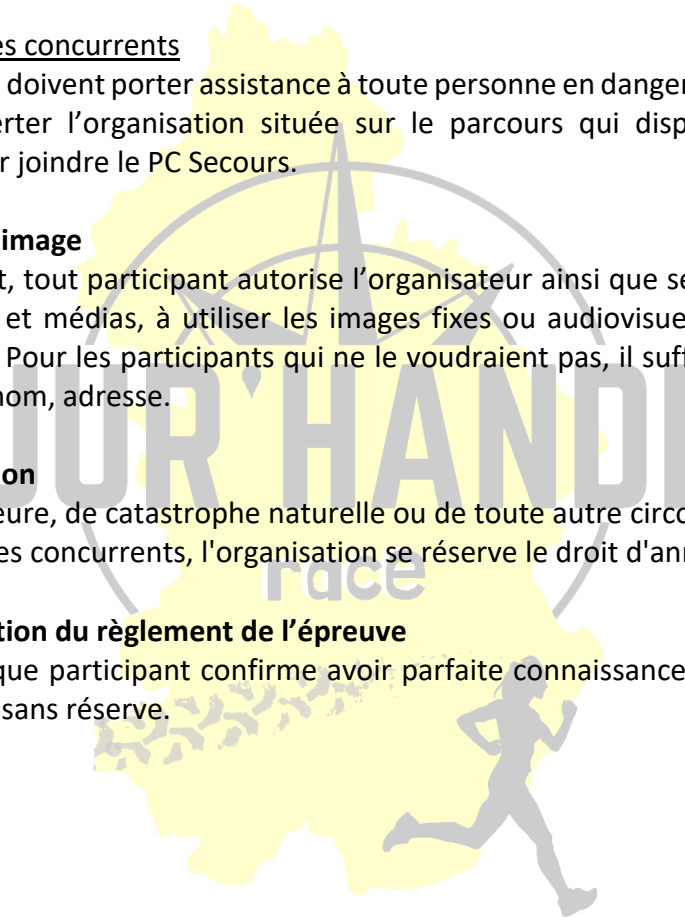 es concurrents
doivent porter assistance à toute personne en danger
erter l’organisation située sur le parcours qui disp
r joindre le PC Secours.
image
t, tout participant autorise l’organisateur ainsi que se
et médias, à utiliser les images fixes ou audiovisue
Pour les participants qui ne le voudraient pas, il suff
nom, adresse.
on
eure, de catastrophe naturelle ou de toute autre circo
es concurrents, l'organisation se réserve le droit d'ann
tion du règlement de l’épreuve
que participant confirme avoir parfaite connaissance
sans réserve.
OUR'HANDI
race